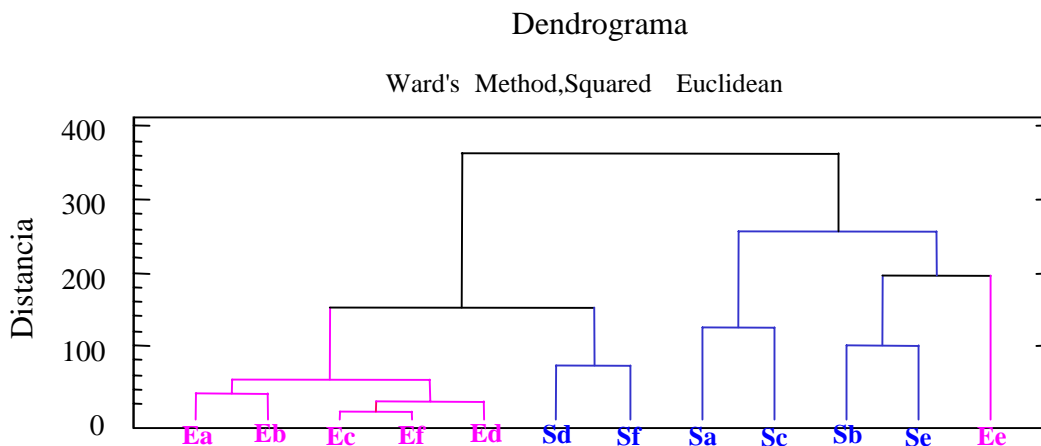 Dendrograma
Ward's Method,Squared Euclidean
Distancia
400
300
200
100
0
Ea Eb Ec Ef Ed Sd Sf Sa Sc Sb Se Ee